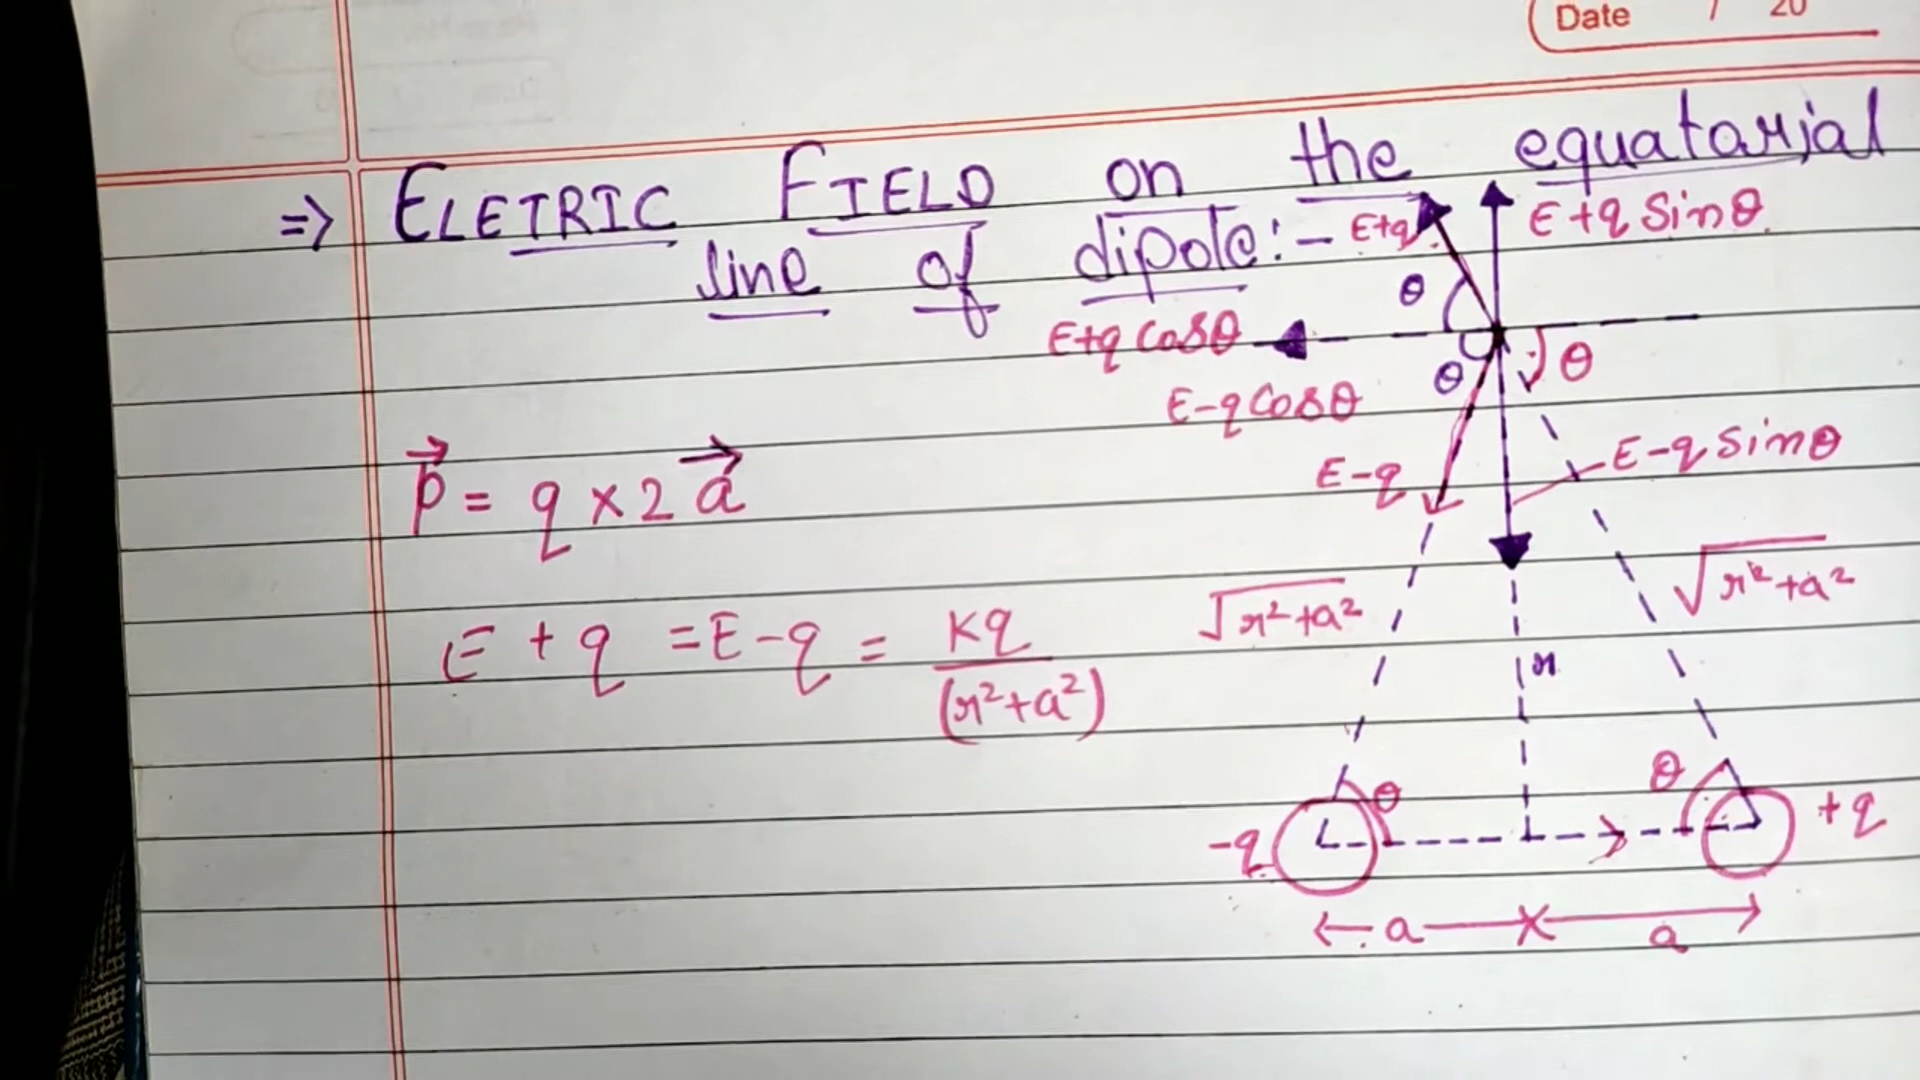 Date / 20
=> ELETRIC FIELD on the equatarial
line of dipole:-
E+q
E+q Sinθ
θ
E+q Cosθ
θ
θ
E-q Cosθ
E-q
E-q Sinθ
p⃗ = q × 2a⃗
E+q = E-q = Kq/(r²+a²)
√r²+a²
√r²+a²
r
θ
θ
-q
+q
a
a